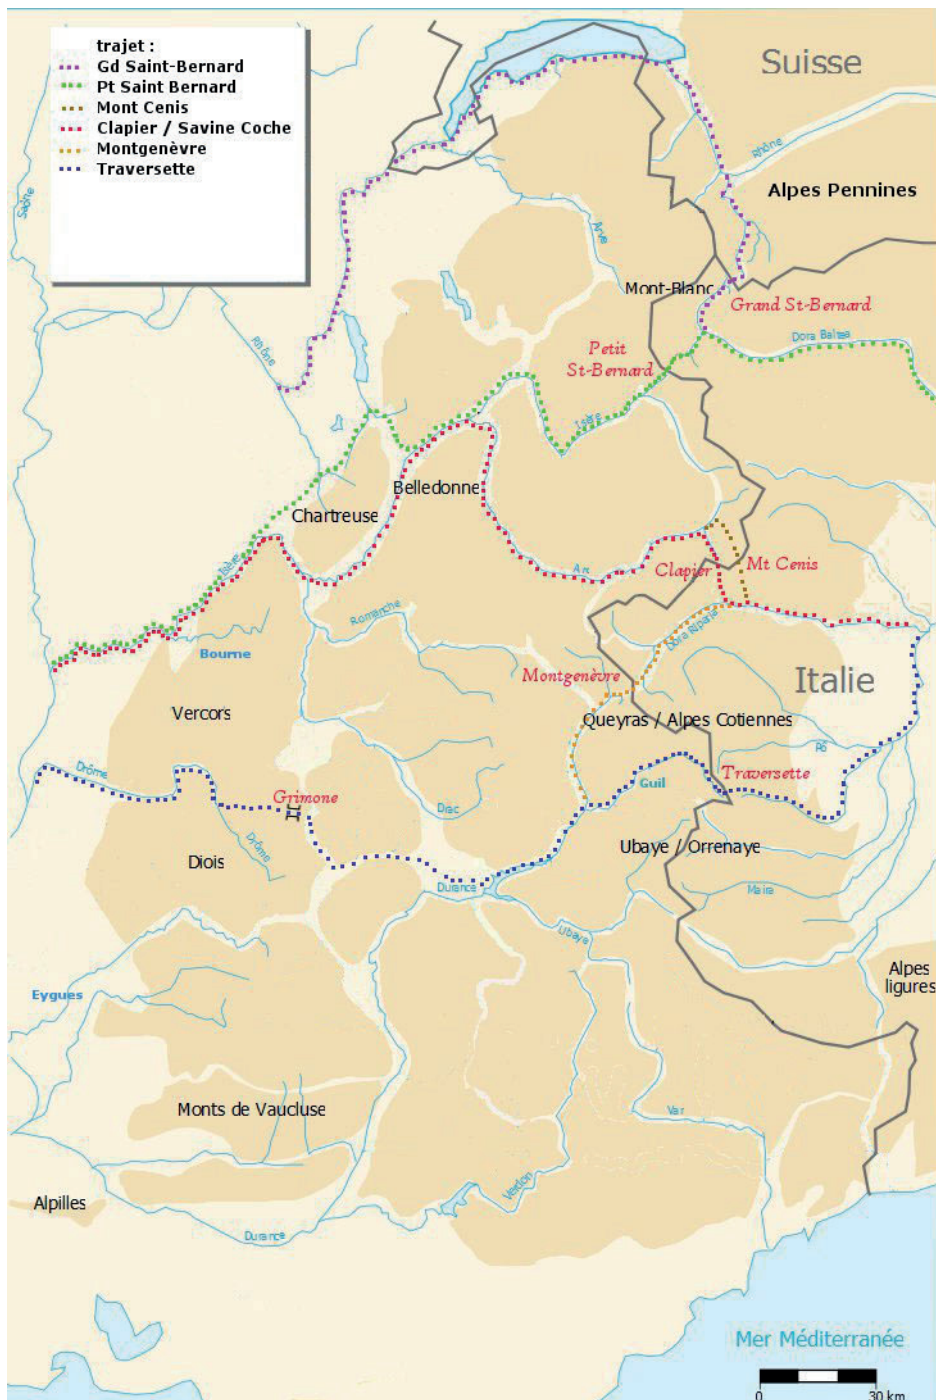 trajet :
Gd Saint-Bernard
Pt Saint Bernard
Mont Cenis
Clapier / Savine Coche
Montgenèvre
Traversette
Suisse
Rhône
Alpes Pennines
Saône
Arve
Mont-Blanc
Grand St-Bernard
Dora Baltea
Rhône
Petit
St-Bernard
Isère
Belledonne
Chartreuse
Isère
Arc
Clapier
Mt Cenis
Romanche
Dora Riparia
Bourne
Montgenèvre
Italie
Vercors
Queyras / Alpes Cotiennes
Pô
Drôme
Traversette
Guil
Grimone
Drac
Drôme
Diois
Ubaye / Orrenaye
Durance
Maira
Ubaye
Alpes
ligures
Eygues
Monts de Vaucluse
Var
Verdon
Alpilles
Durance
Mer Méditerranée
0 30 km